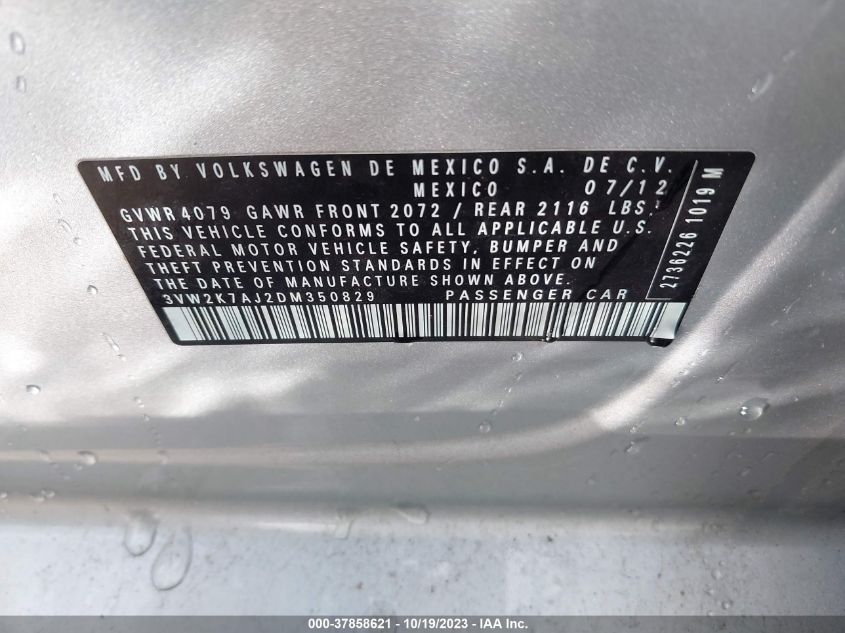 MFD BY VOLKSWAGEN DE MEXICO S.A. DE C.V.
MEXICO 07/12
GVWR 4079 GAWR FRONT 2072 / REAR 2116 LBS.
THIS VEHICLE CONFORMS TO ALL APPLICABLE U.S.
FEDERAL MOTOR VEHICLE SAFETY, BUMPER AND
THEFT PREVENTION STANDARDS IN EFFECT ON
THE DATE OF MANUFACTURE SHOWN ABOVE.
3VW2K7AJ2DM350829 PASSENGER CAR
2736226 1019 M
000-37858621 - 10/19/2023 - IAA Inc.